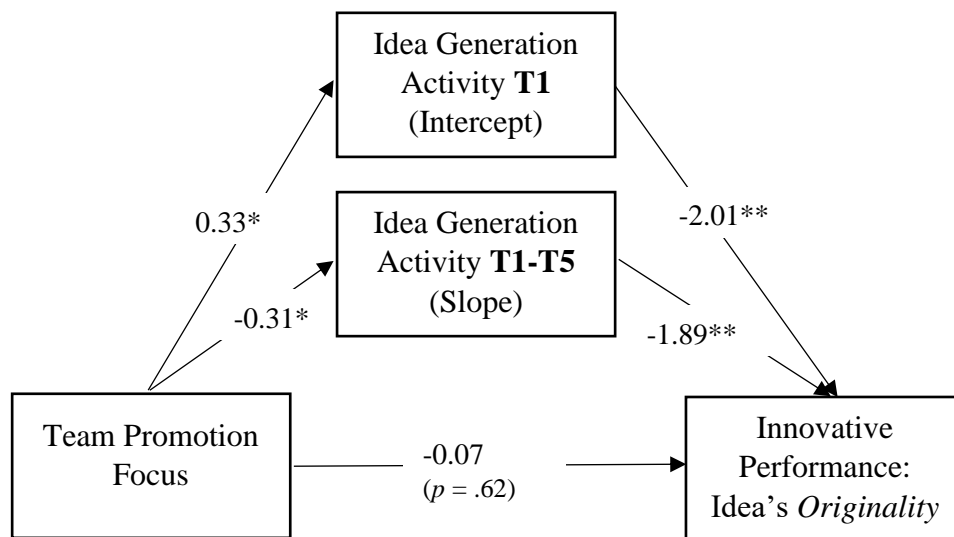 Idea Generation
Activity T1
(Intercept)
0.33*
-2.01**
Idea Generation
Activity T1-T5
(Slope)
-0.31*
-1.89**
Team Promotion
Focus
-0.07
(p = .62)
Innovative
Performance:
Idea’s Originality